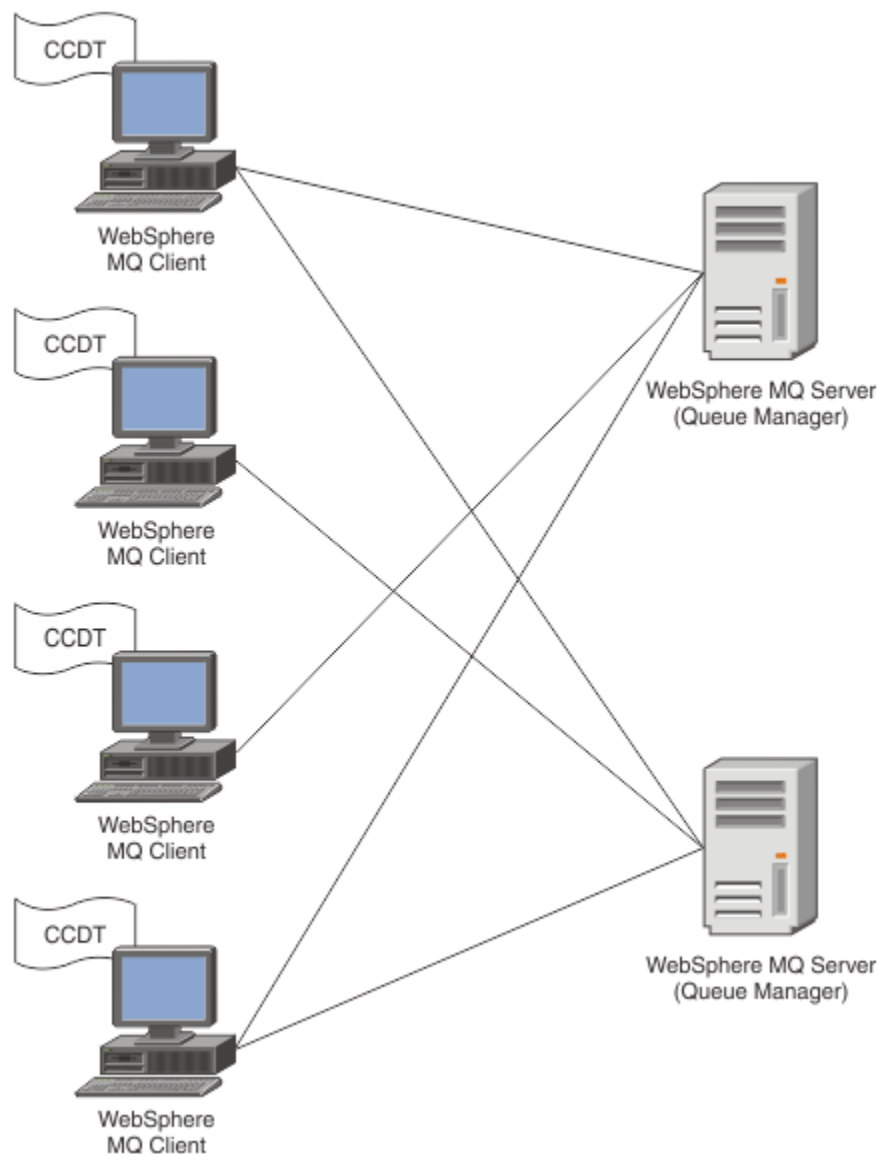 CCDT
WebSphere
MQ Client
WebSphere MQ Server
(Queue Manager)
CCDT
WebSphere
MQ Client
CCDT
WebSphere
MQ Client
WebSphere MQ Server
(Queue Manager)
CCDT
WebSphere
MQ Client